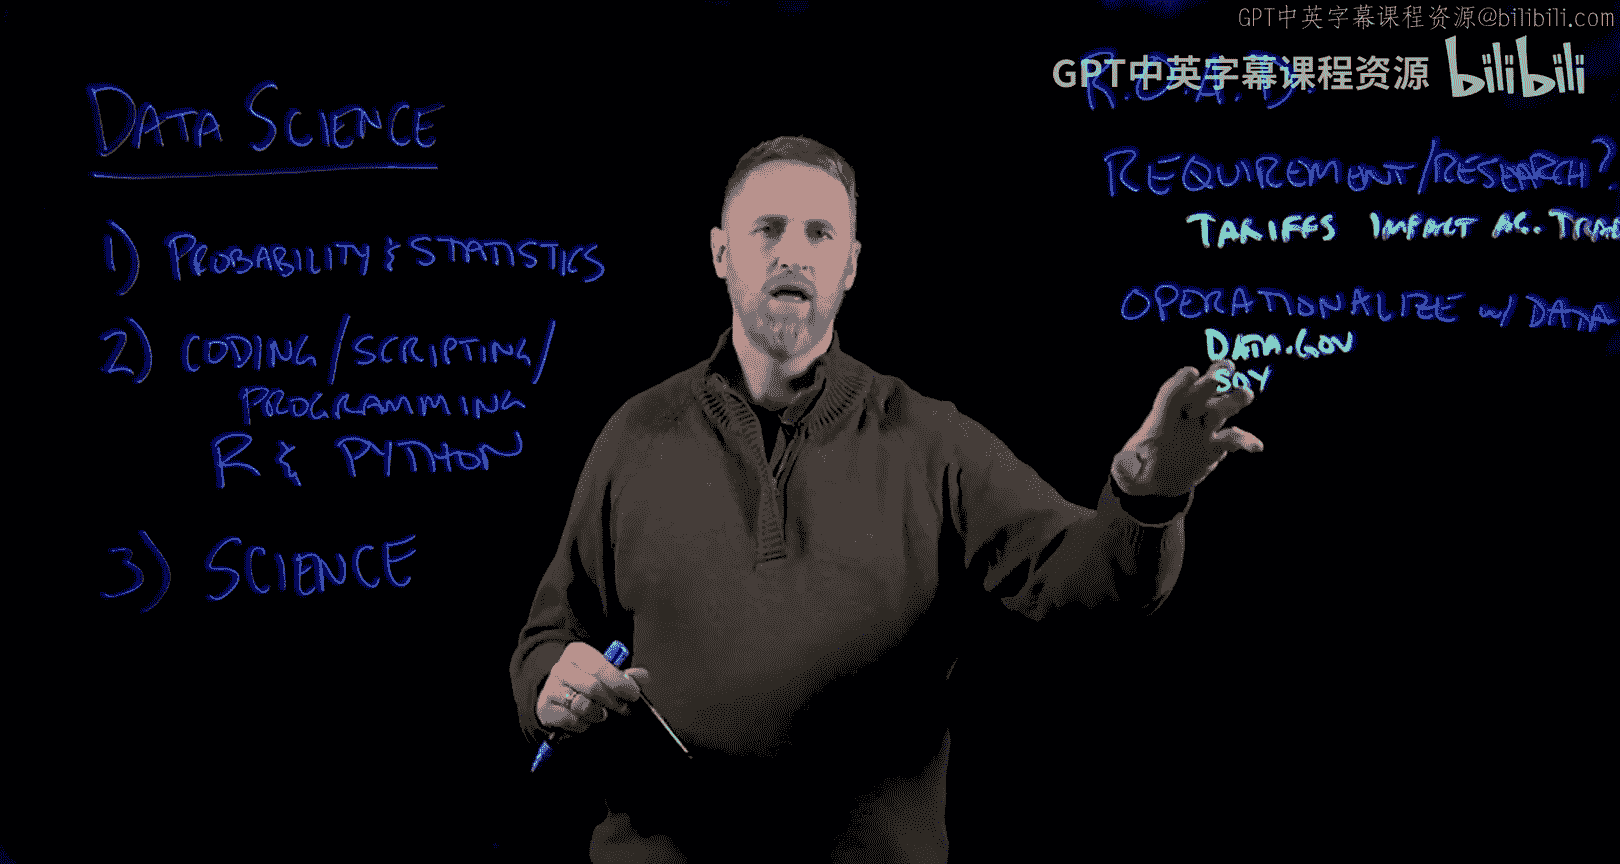 GPT中英字幕课程资源@bilibili.com
GPT中英字幕课程资源 bilibili
DATA SCIENCE
1) PROBABILITY & STATISTICS
2) CODING/SCRIPTING/
PROGRAMMING
R & PYTHON
3) SCIENCE
R.O.A.D.
REQUIREMENT/RESEARCH?
TARIFFS IMPACT AG. TRAD
OPERATIONALIZE w/ DATA
DATA.GOV
SOY